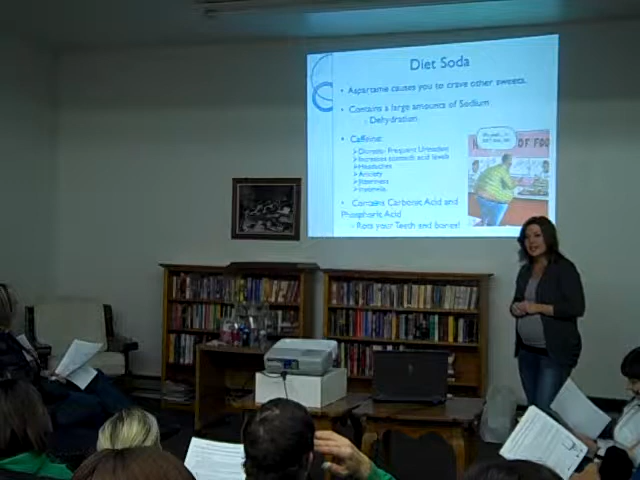 Diet Soda
• Aspartame causes you to crave other sweets.
• Contains a large amounts of Sodium
- Dehydration
• Caffeine:
➢Diuretic- Frequent Urination
➢Increases stomach acid levels
➢Headaches
➢Anxiety
➢Jitteriness
➢Insomnia
• Contains Carbonic Acid and
Phosphoric Acid
- Rots your Teeth and bones!
OF FOO